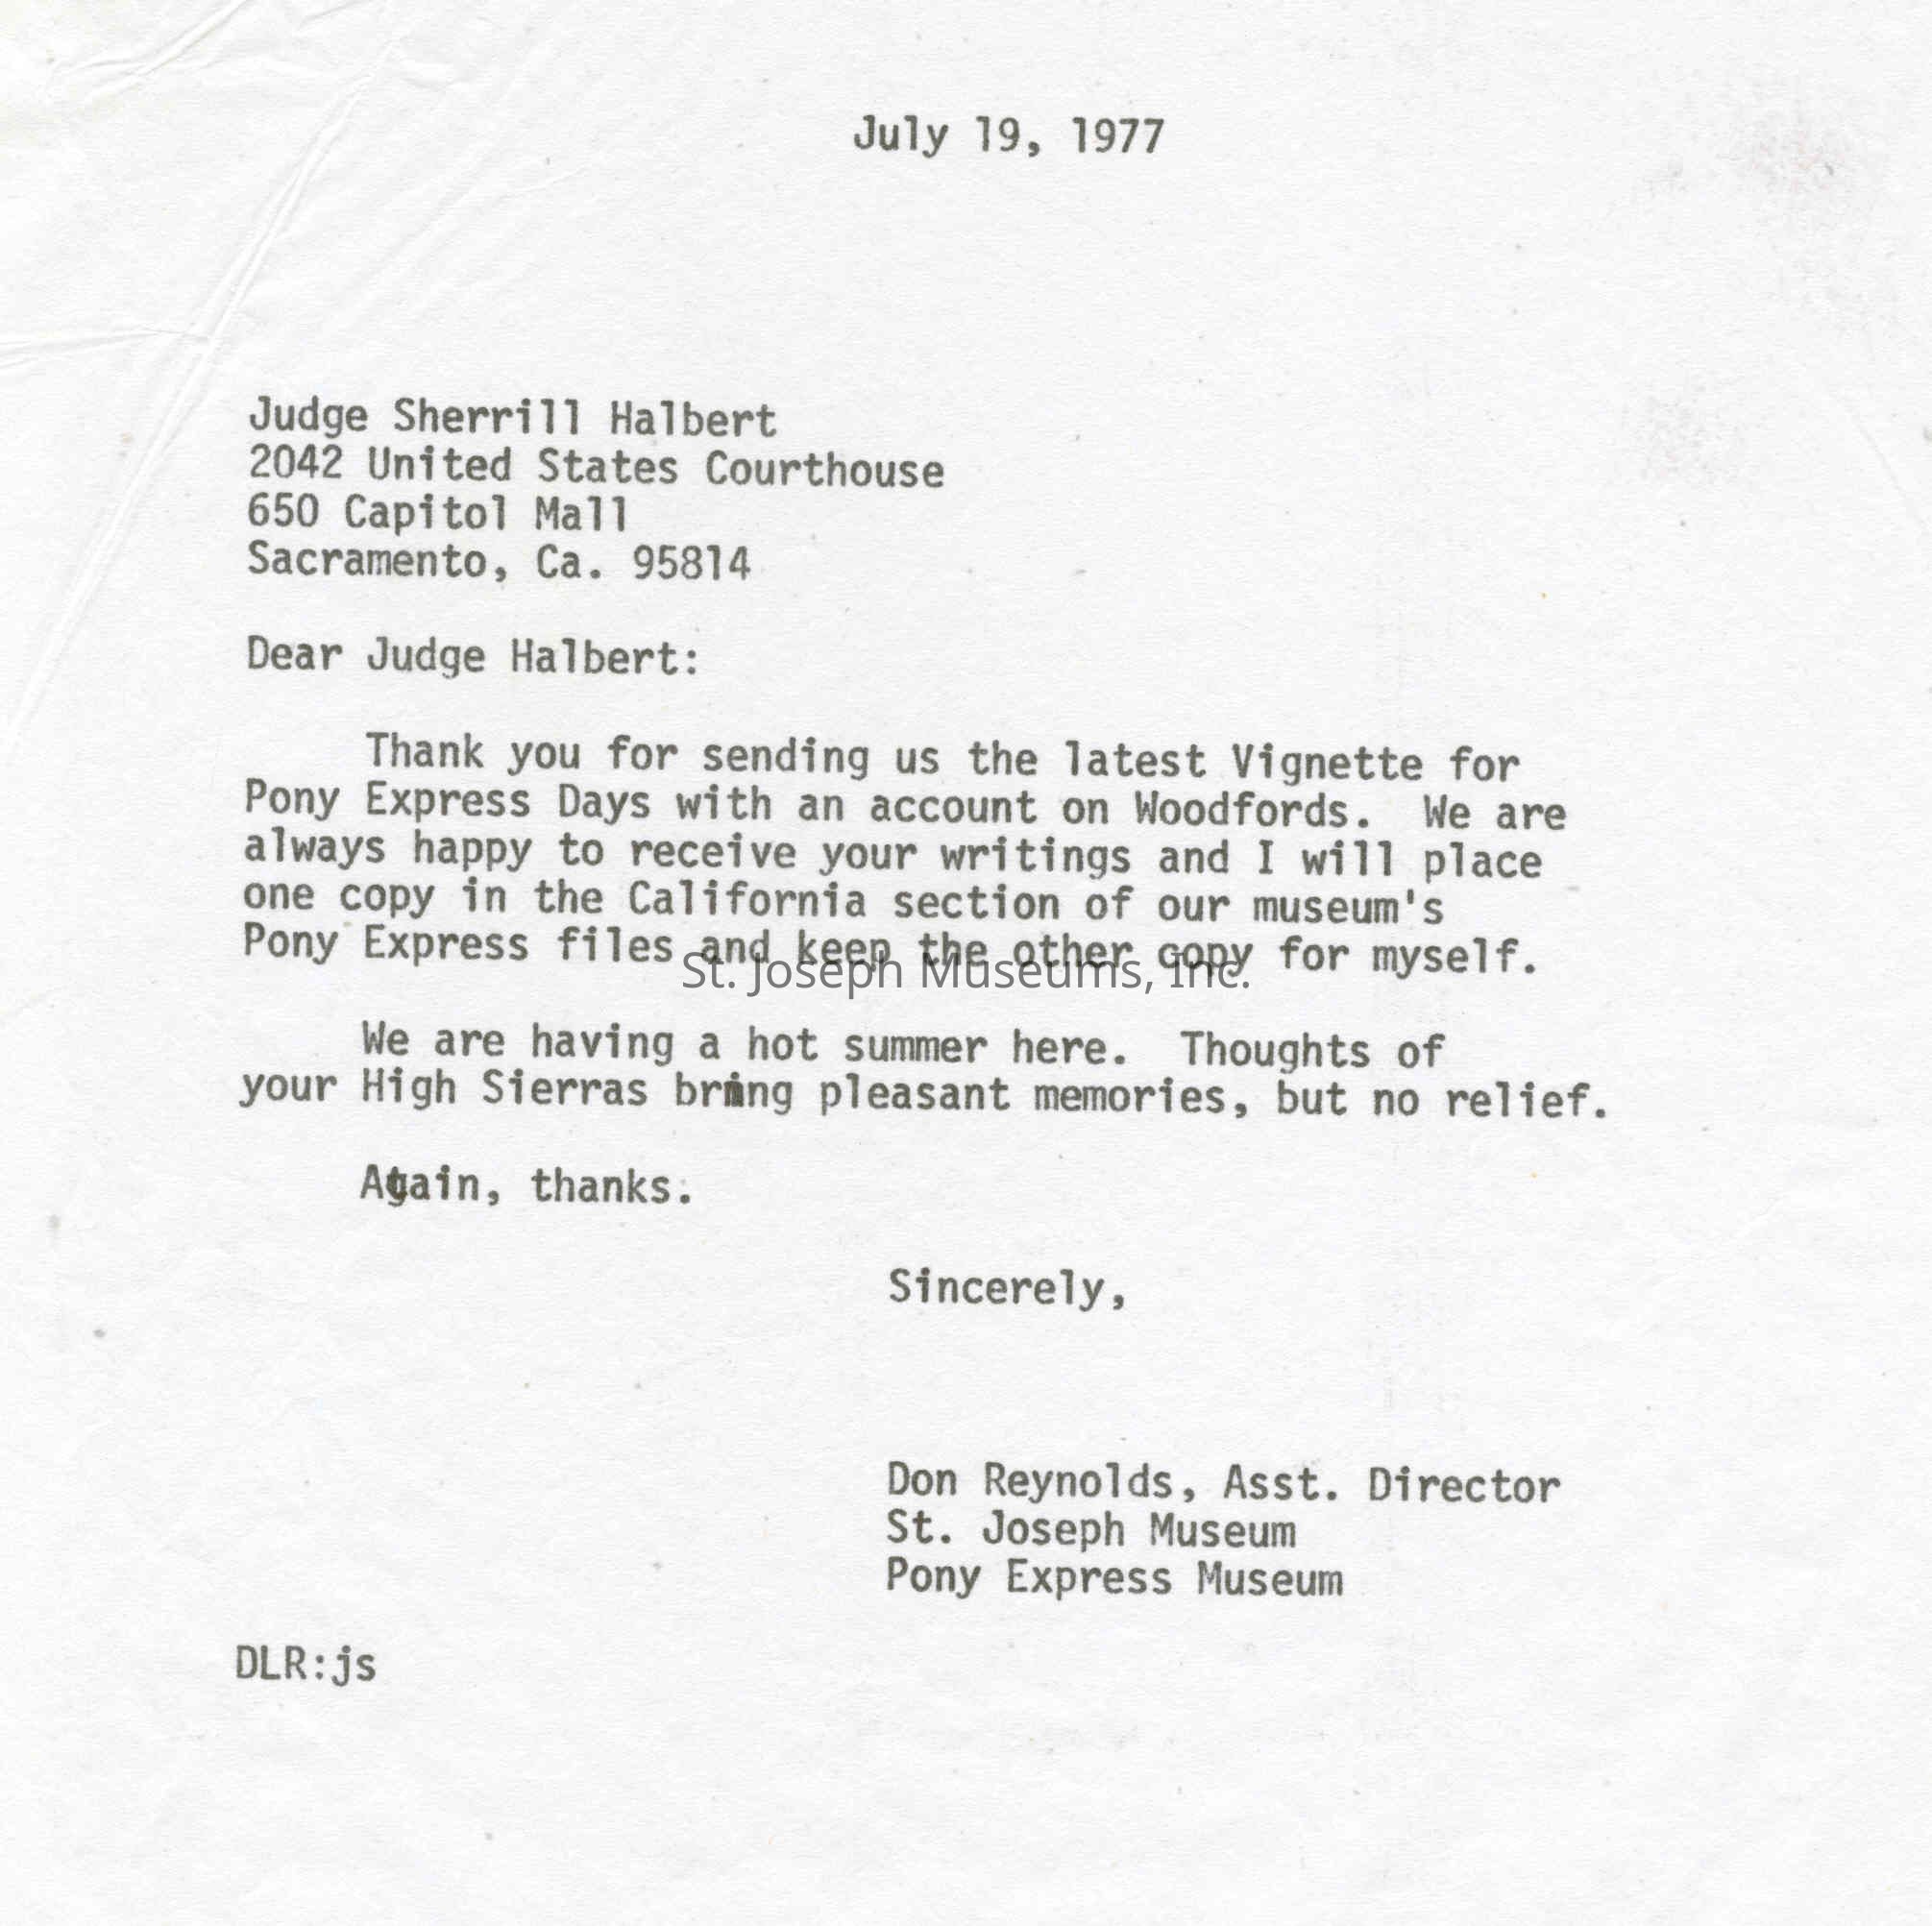 July 19, 1977
Judge Sherrill Halbert
2042 United States Courthouse
650 Capitol Mall
Sacramento, Ca. 95814
Dear Judge Halbert:
Thank you for sending us the latest Vignette for
Pony Express Days with an account on Woodfords. We are
always happy to receive your writings and I will place
one copy in the California section of our museum's
Pony Express files and keep the other copy for myself.
St. Joseph Museums, Inc.
We are having a hot summer here. Thoughts of
your High Sierras bring pleasant memories, but no relief.
Again, thanks.
Sincerely,
Don Reynolds, Asst. Director
St. Joseph Museum
Pony Express Museum
DLR:js